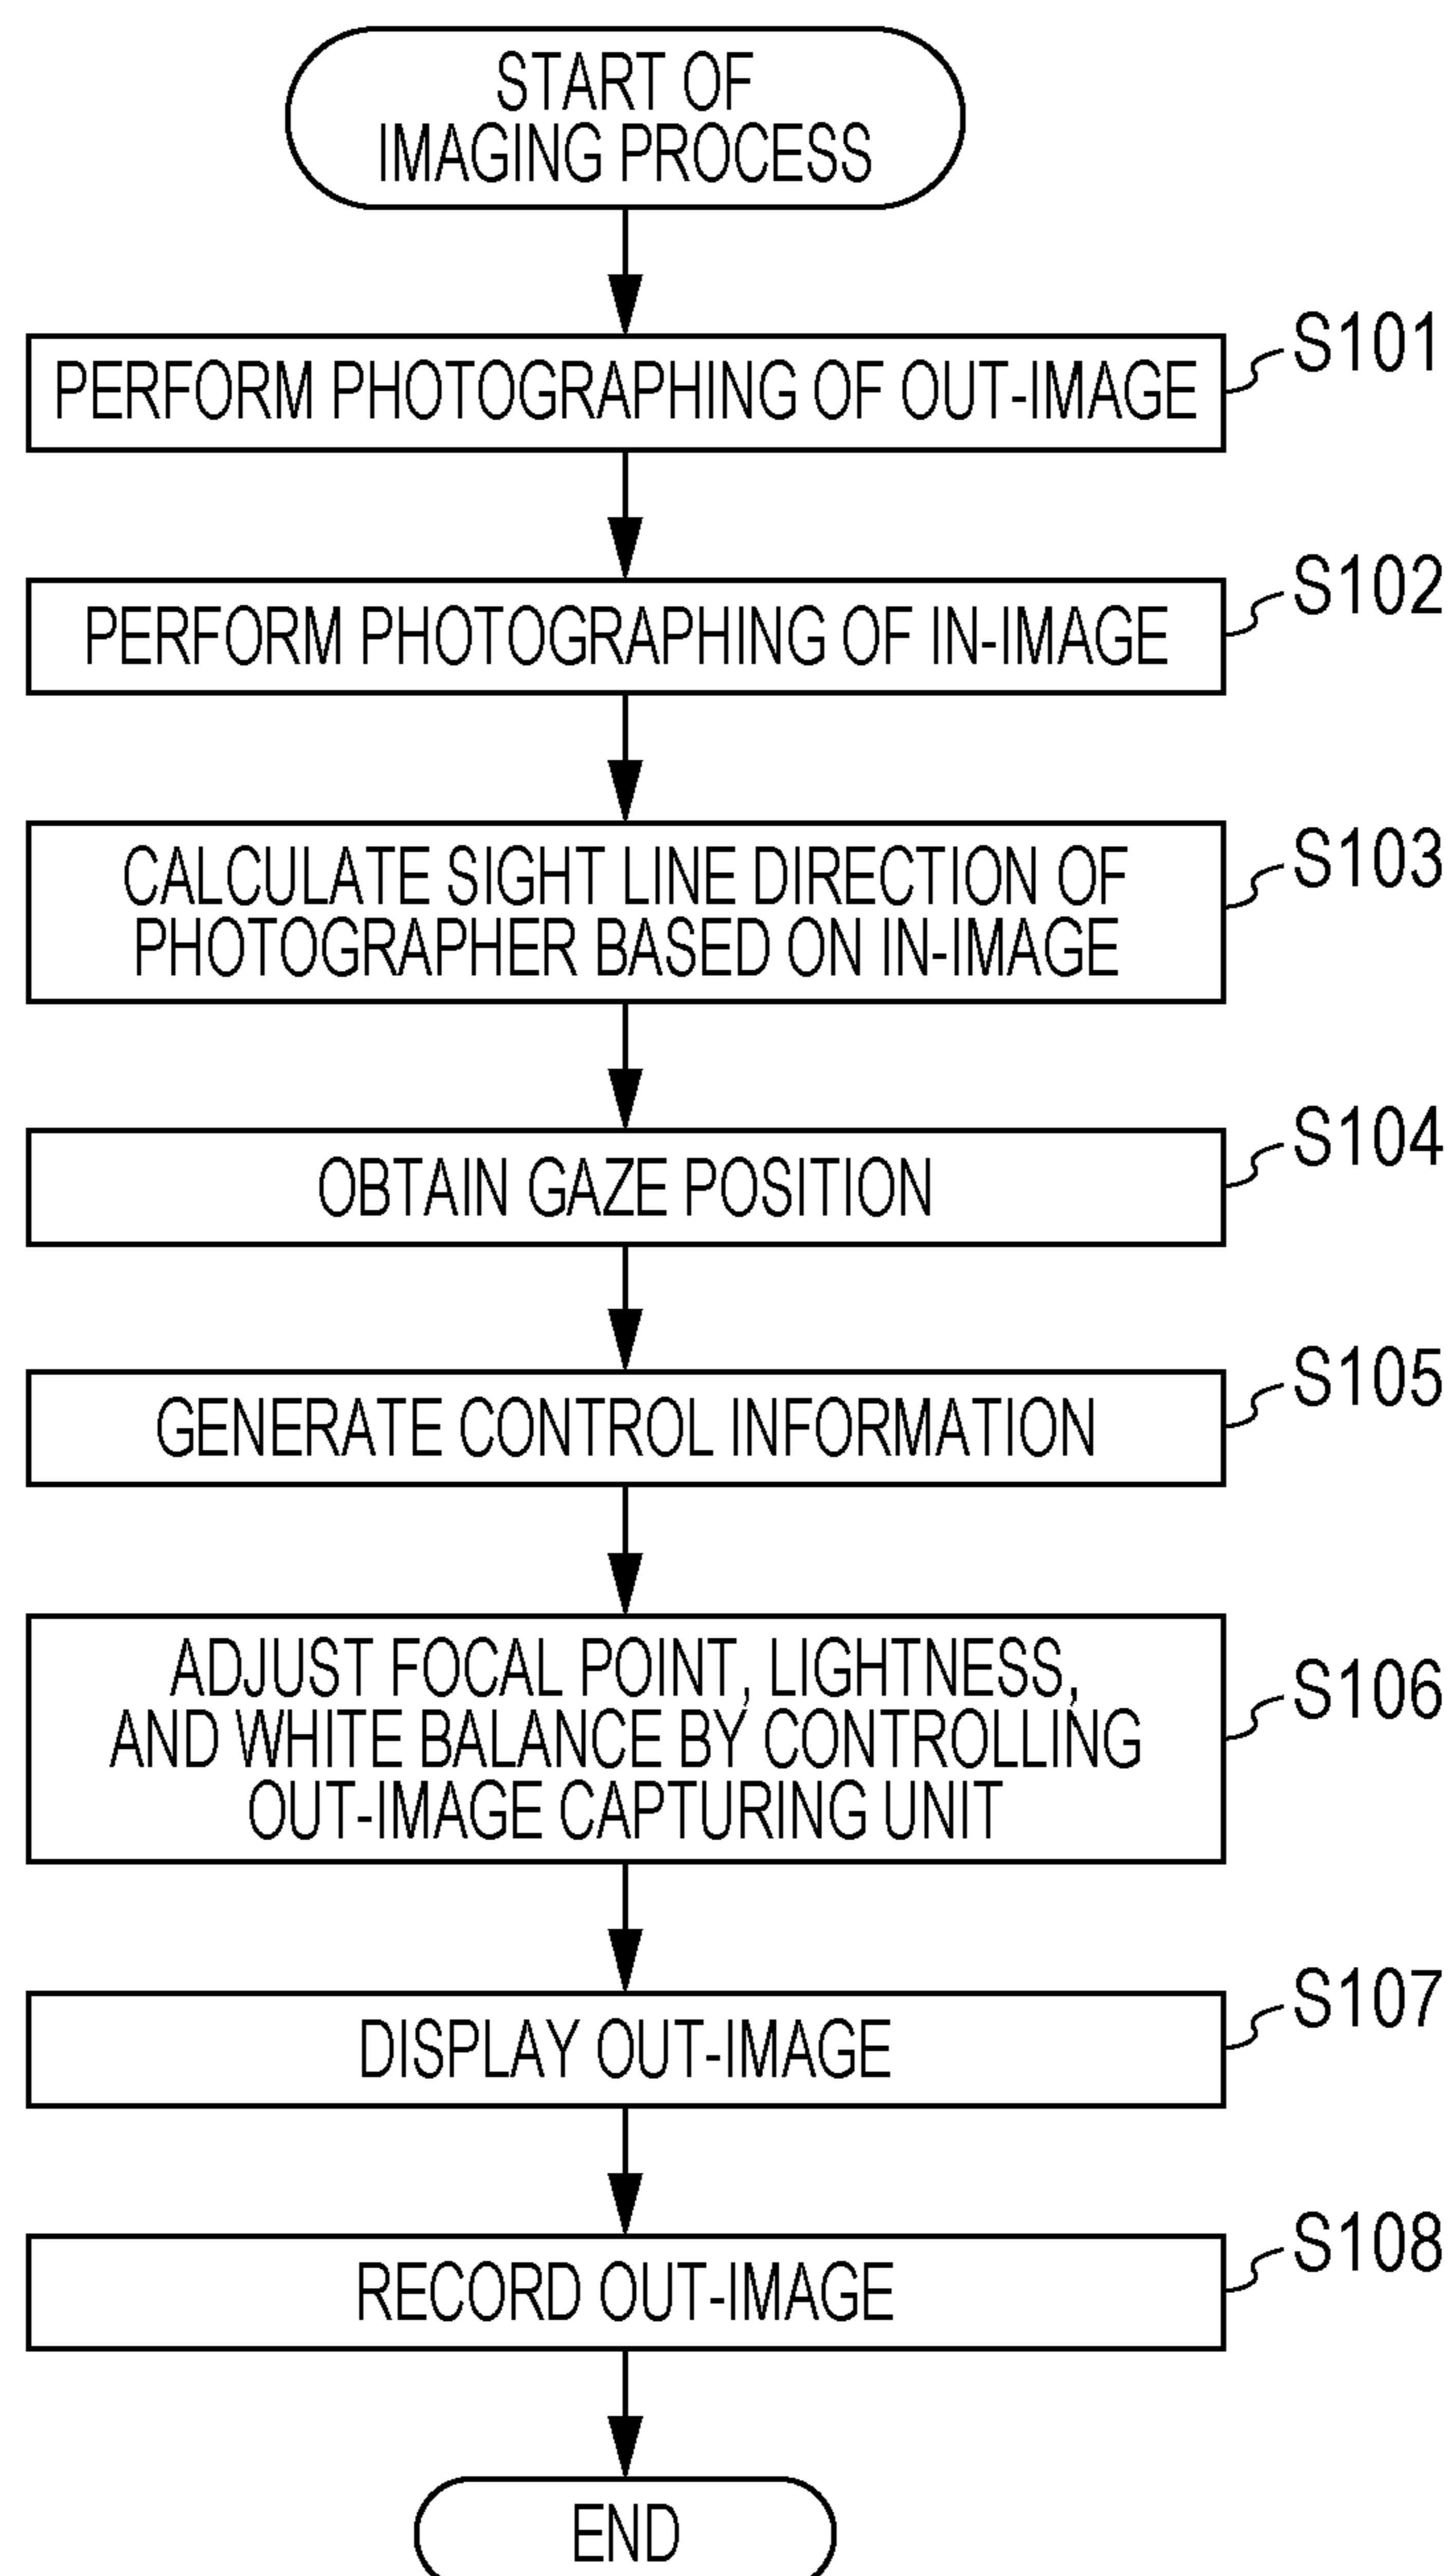 START OF
IMAGING PROCESS
PERFORM PHOTOGRAPHING OF OUT-IMAGE
S101
PERFORM PHOTOGRAPHING OF IN-IMAGE
S102
CALCULATE SIGHT LINE DIRECTION OF
PHOTOGRAPHER BASED ON IN-IMAGE
S103
OBTAIN GAZE POSITION
S104
GENERATE CONTROL INFORMATION
S105
ADJUST FOCAL POINT, LIGHTNESS,
AND WHITE BALANCE BY CONTROLLING
OUT-IMAGE CAPTURING UNIT
S106
DISPLAY OUT-IMAGE
S107
RECORD OUT-IMAGE
S108
END